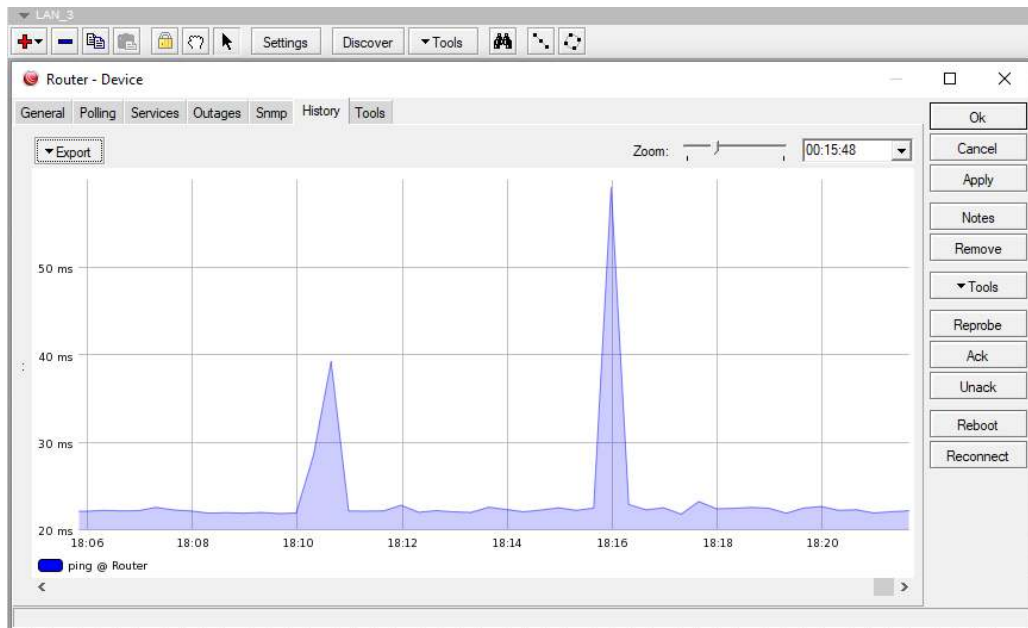 LAN_3
Settings Discover Tools
Router - Device
General Polling Services Outages Snmp History Tools
Export Zoom: 00:15:48
50 ms
40 ms
30 ms
20 ms
18:06 18:08 18:10 18:12 18:14 18:16 18:18 18:20
ping @ Router
Ok
Cancel
Apply
Notes
Remove
Tools
Reprobe
Ack
Unack
Reboot
Reconnect